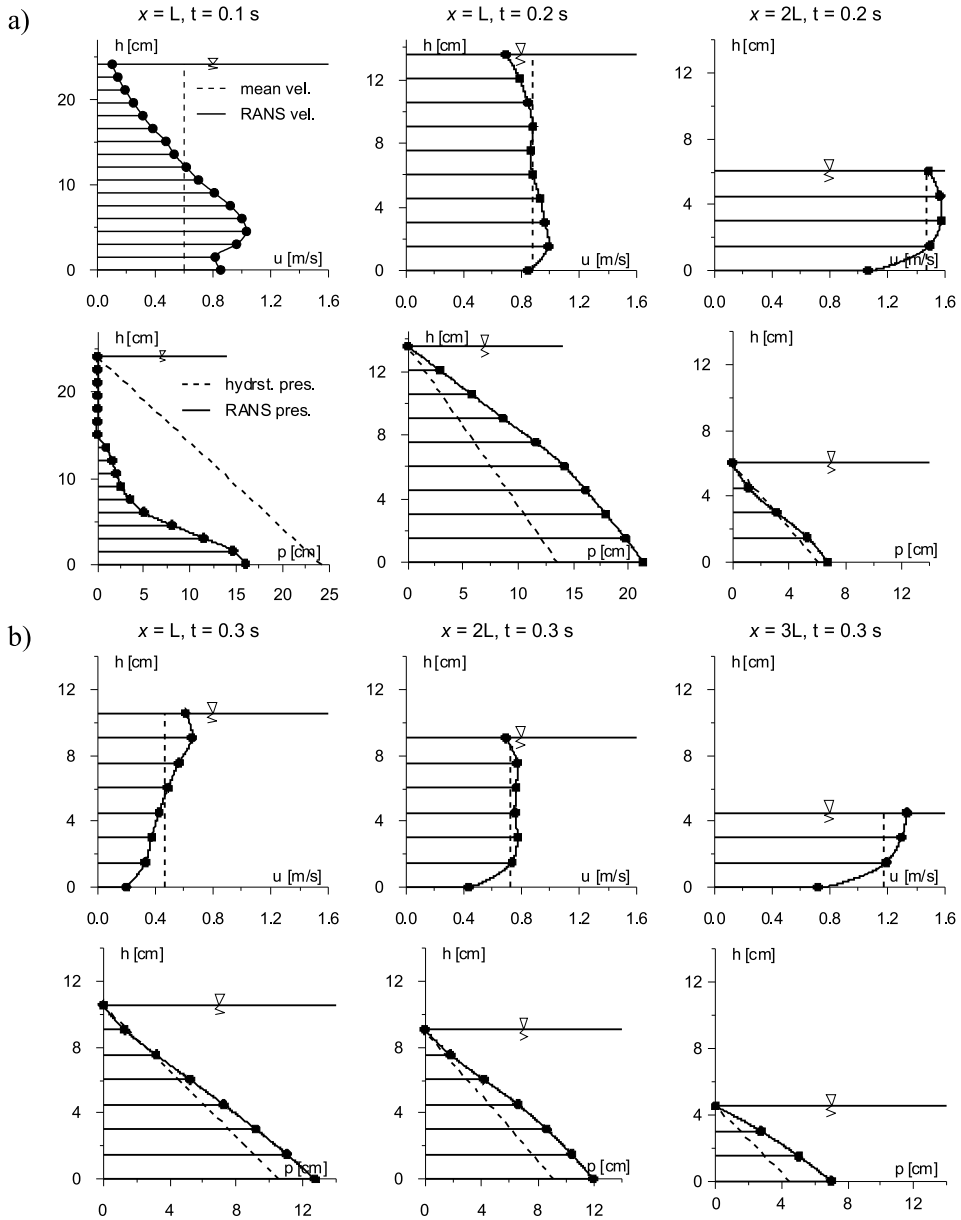 a)
x = L, t = 0.1 s
x = L, t = 0.2 s
x = 2L, t = 0.2 s
h [cm]
h [cm]
h [cm]
mean vel.
RANS vel.
20
10
0
12
8
4
0
12
8
4
0
u [m/s]
u [m/s]
u [m/s]
0.0 0.4 0.8 1.2 1.6
0.0 0.4 0.8 1.2 1.6
0.0 0.4 0.8 1.2 1.6
h [cm]
h [cm]
h [cm]
hydrst. pres.
RANS pres.
20
10
0
12
8
4
0
12
8
4
0
p [cm]
p [cm]
p [cm]
0 5 10 15 20 25
0 5 10 15 20
0 4 8 12
b)
x = L, t = 0.3 s
x = 2L, t = 0.3 s
x = 3L, t = 0.3 s
h [cm]
h [cm]
h [cm]
12
8
4
0
12
8
4
0
12
8
4
0
u [m/s]
u [m/s]
u [m/s]
0.0 0.4 0.8 1.2 1.6
0.0 0.4 0.8 1.2 1.6
0.0 0.4 0.8 1.2 1.6
h [cm]
h [cm]
h [cm]
12
8
4
0
12
8
4
0
12
8
4
0
p [cm]
p [cm]
p [cm]
0 4 8 12
0 4 8 12
0 4 8 12